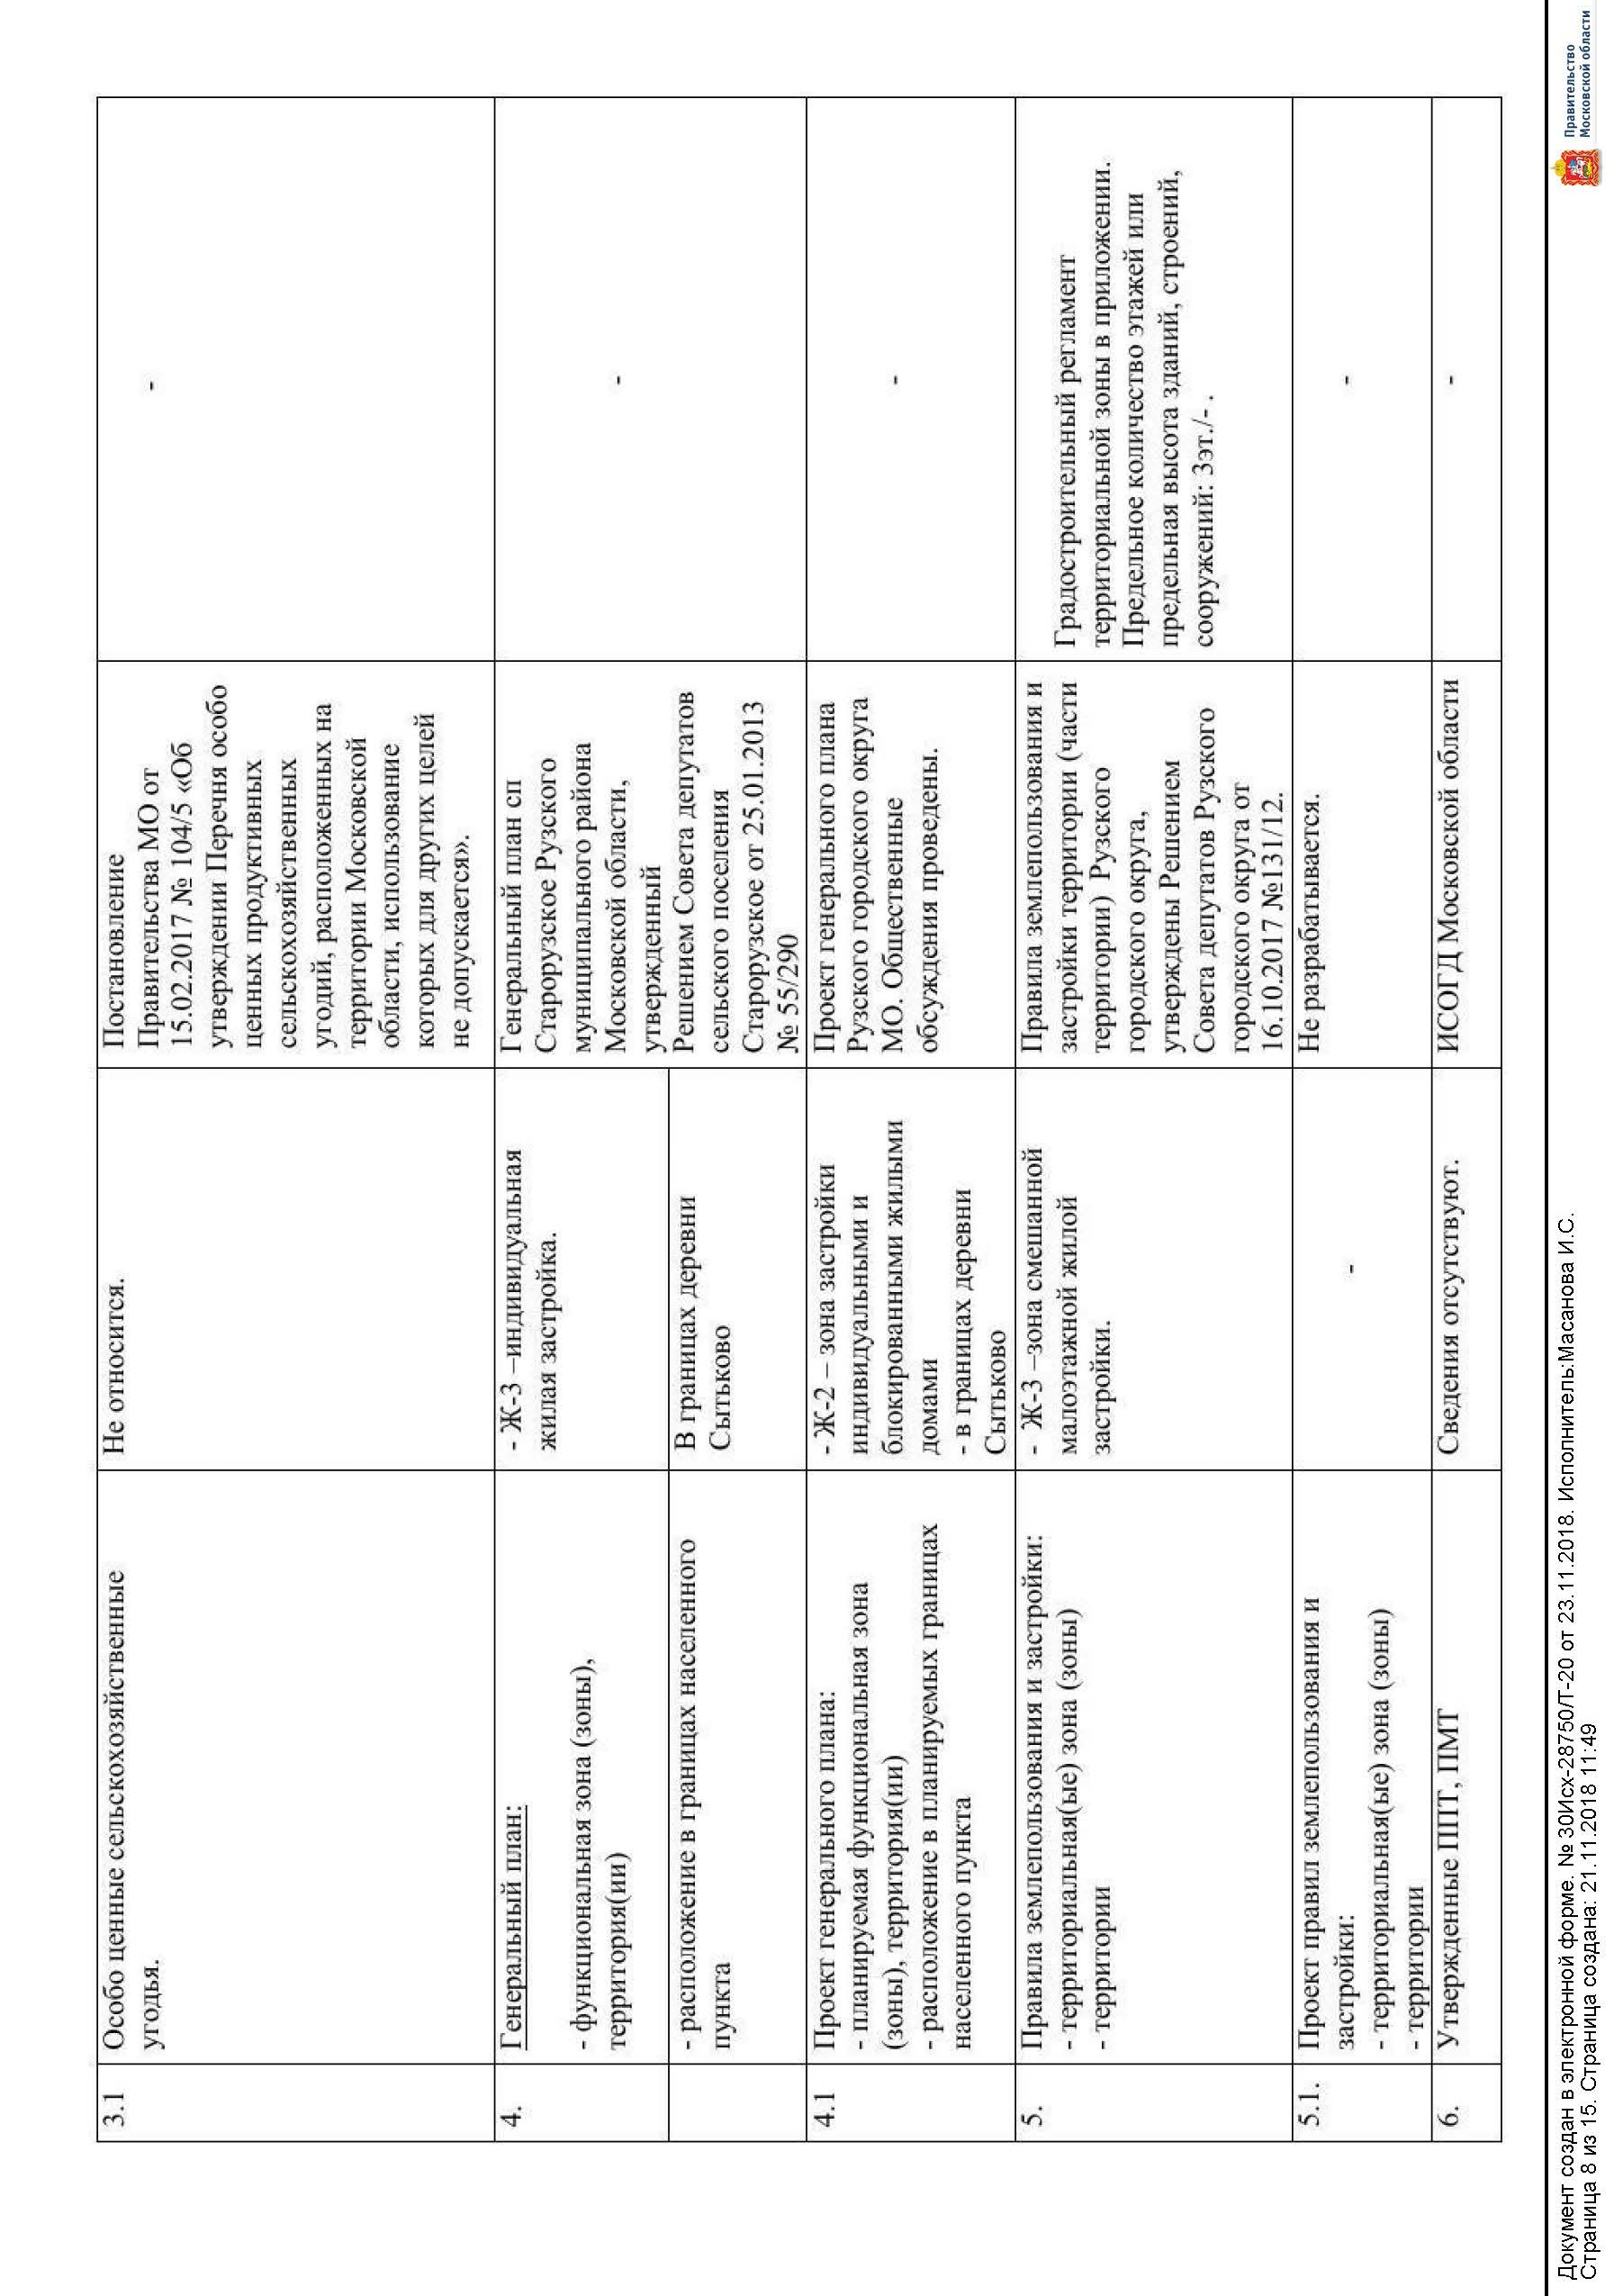 3.1
Особо ценные сельскохозяйственные
угодья.
Не относится.
Постановление
Правительства МО от
15.02.2017 № 104/5 «Об
утверждении Перечня особо
ценных продуктивных
сельскохозяйственных
угодий, расположенных на
территории Московской
области, использование
которых для других целей
не допускается».
-
4.
Генеральный план:
- функциональная зона (зоны),
территория(ии)
- Ж-3 –индивидуальная
жилая застройка.
Генеральный план сп
Старорузское Рузского
муниципального района
Московской области,
утвержденный
Решением Совета депутатов
сельского поселения
Старорузское от 25.01.2013
№ 55/290
-
- расположение в границах населенного
пункта
В границах деревни
Сытьково
4.1
Проект генерального плана:
- планируемая функциональная зона
(зоны), территория(ии)
- расположение в планируемых границах
населенного пункта
- Ж-2 – зона застройки
индивидуальными и
блокированными жилыми
домами
- в границах деревни
Сытьково
Проект генерального плана
Рузского городского округа
МО. Общественные
обсуждения проведены.
-
5.
Правила землепользования и застройки:
- территориальная(ые) зона (зоны)
- территории
- Ж-3 –зона смешанной
малоэтажной жилой
застройки.
Правила землепользования и
застройки территории (части
территории) Рузского
городского округа,
утверждены Решением
Совета депутатов Рузского
городского округа от
16.10.2017 №131/12.
Градостроительный регламент
территориальной зоны в приложении.
Предельное количество этажей или
предельная высота зданий, строений,
сооружений: 3эт./- .
5.1.
Проект правил землепользования и
застройки:
- территориальная(ые) зона (зоны)
- территории
-
Не разрабатывается.
-
6.
Утвержденные ППТ, ПМТ
Сведения отсутствуют.
ИСОГД Московской области
-
Документ создан в электронной форме. № 30Исх-28750/Т-20 от 23.11.2018. Исполнитель:Масанова И.С.
Страница 8 из 15. Страница создана: 21.11.2018 11:49
Правительство
Московской области